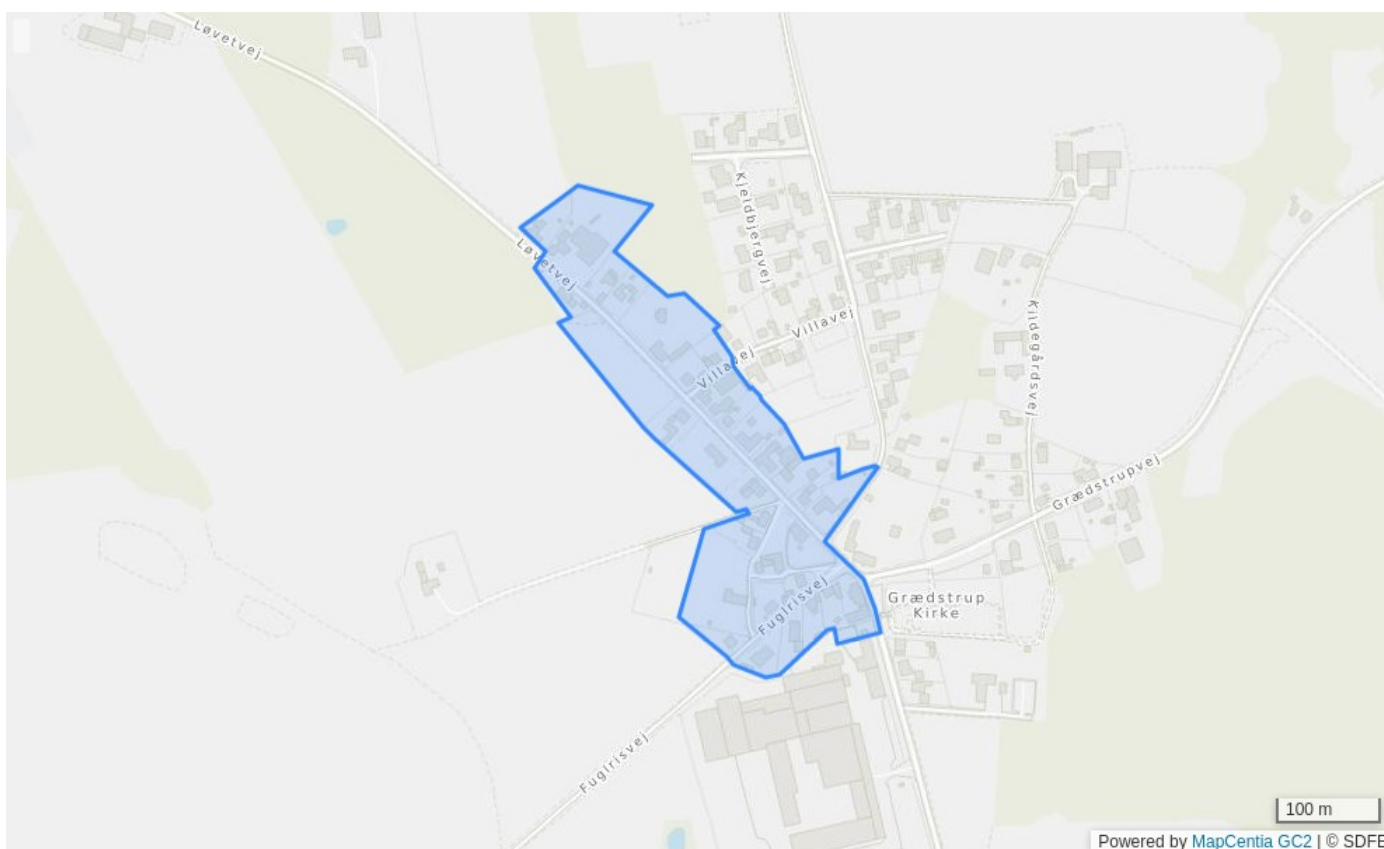 Løvetvej
Kjeldbjergvej
Løvetvej
Villavej
Villavej
Kildegårdsvej
Grædstrupvej
Fuglrisvej
Grædstrup
Kirke
Fuglrisvej
100 m
Powered by MapCentia GC2 | © SDFE